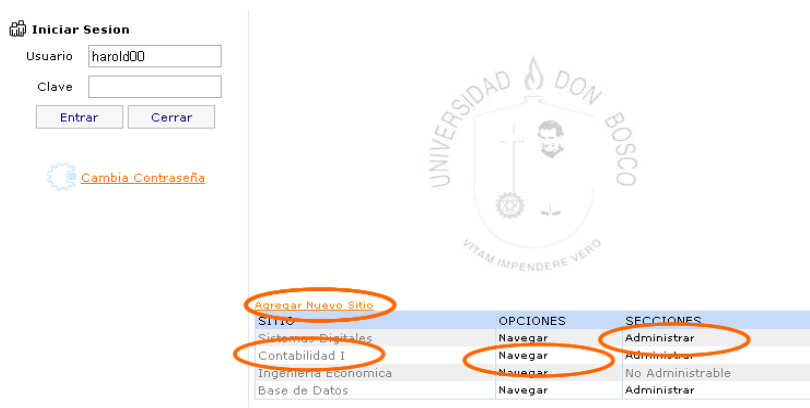 Iniciar Sesion
Usuario harold00
Clave
Entrar Cerrar
Cambia Contraseña
UNIVERSIDAD DON BOSCO
VITAM IMPENDERE VERO
Agregar Nuevo Sitio
SITIO OPCIONES SECCIONES
Sistemas Digitales Navegar Administrar
Contabilidad I Navegar Administrar
Ingenieria Economica Navegar No Administrable
Base de Datos Navegar Administrar